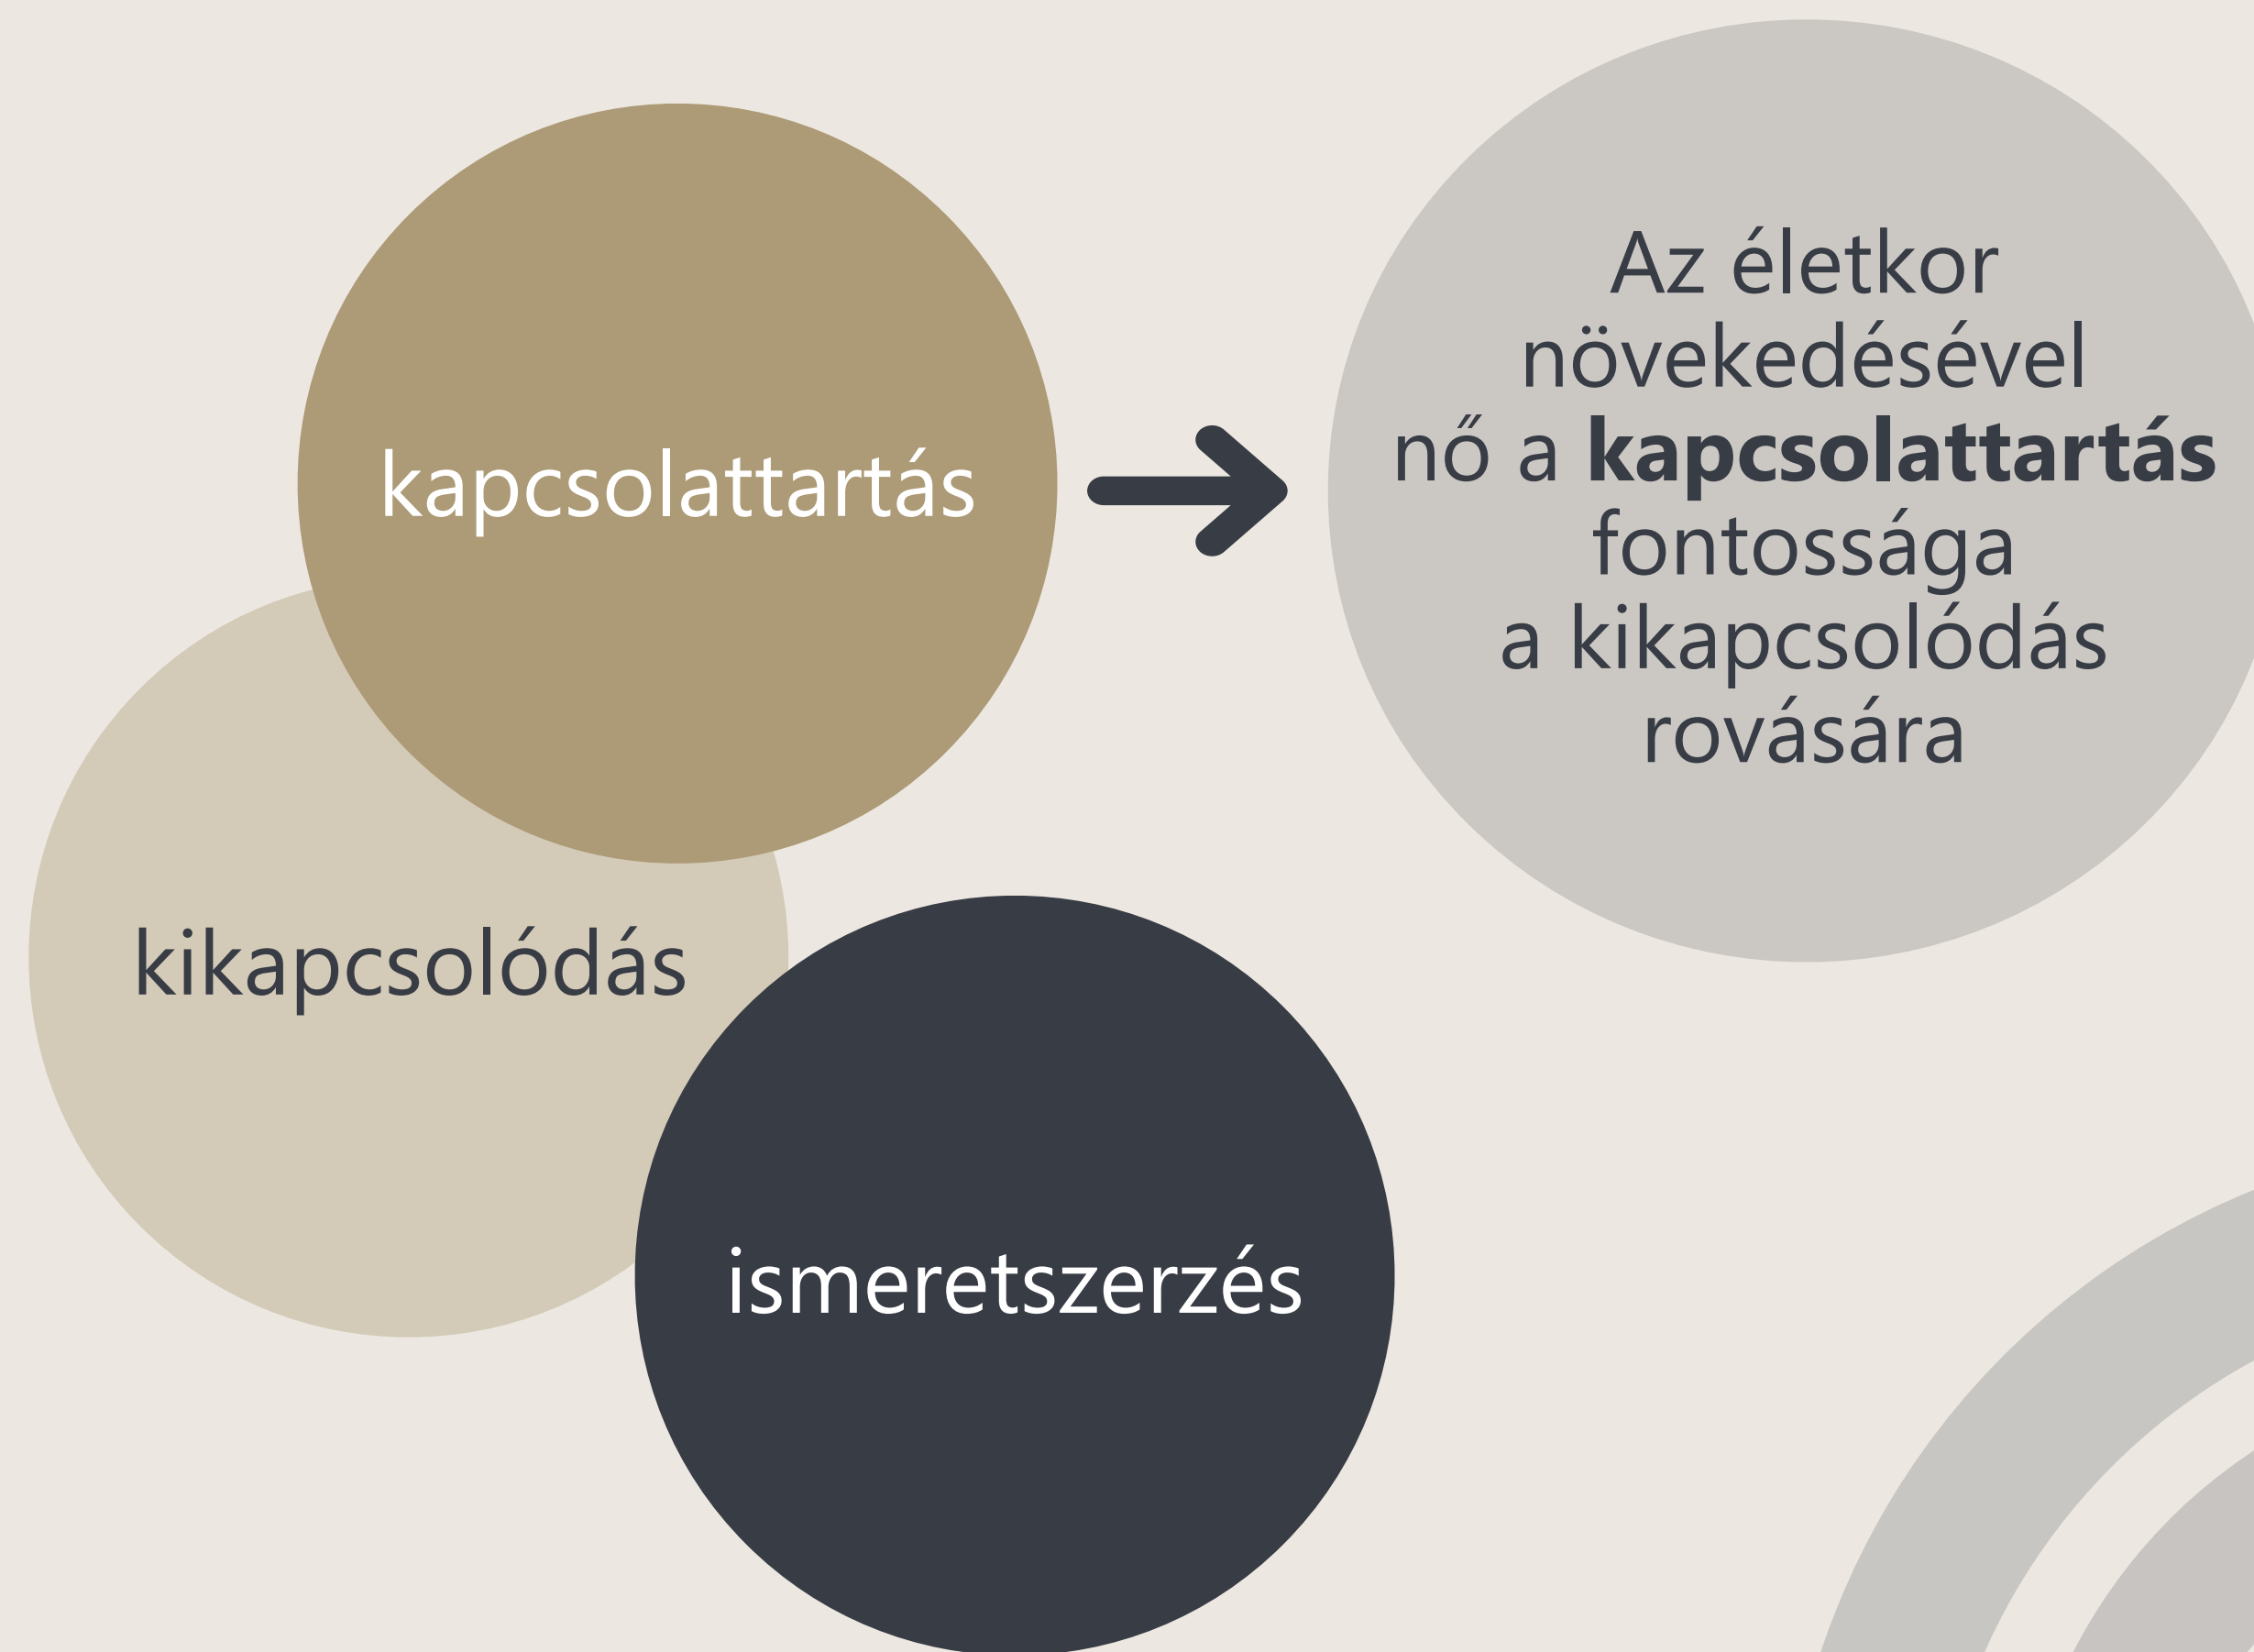 kapcsolattartás
Az életkor
növekedésével
nő a kapcsolattartás
fontossága
a kikapcsolódás
rovására
kikapcsolódás
ismeretszerzés